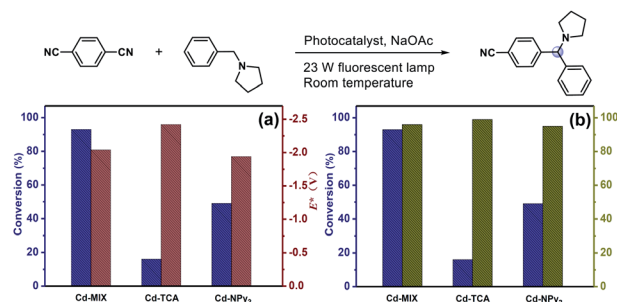 NC
CN
+
N
Photocatalyst, NaOAc
23 W fluorescent lamp
Room temperature
N
NC
(a)
Conversion (%)
100
80
60
40
20
0
E* (V)
-2.5
-2.0
-1.5
-1.0
-0.5
0.0
Cd-MIX Cd-TCA Cd-NPy₃
(b)
Conversion (%)
100
80
60
40
20
0
100
80
60
40
20
0
Cd-MIX Cd-TCA